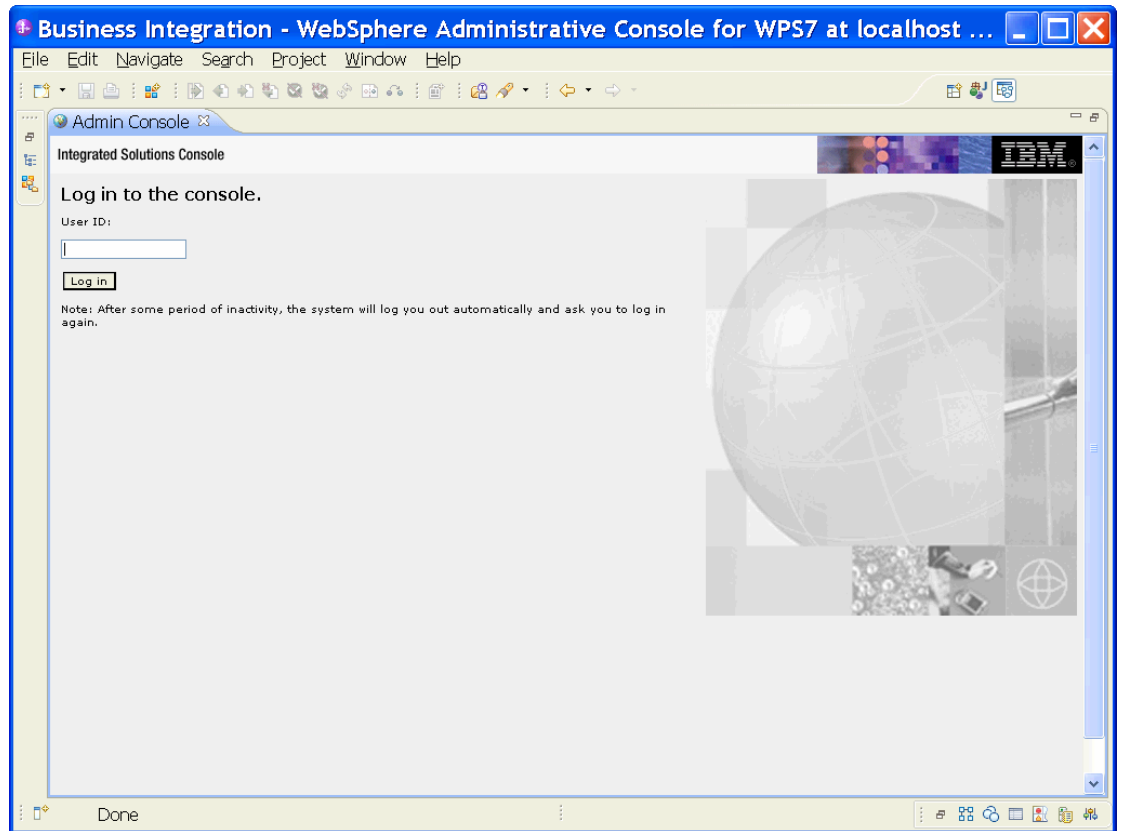 Business Integration - WebSphere Administrative Console for WPS7 at localhost ...
File Edit Navigate Search Project Window Help
Admin Console
Integrated Solutions Console
IBM®
Log in to the console.
User ID:
Log in
Note: After some period of inactivity, the system will log you out automatically and ask you to log in
again.
Done